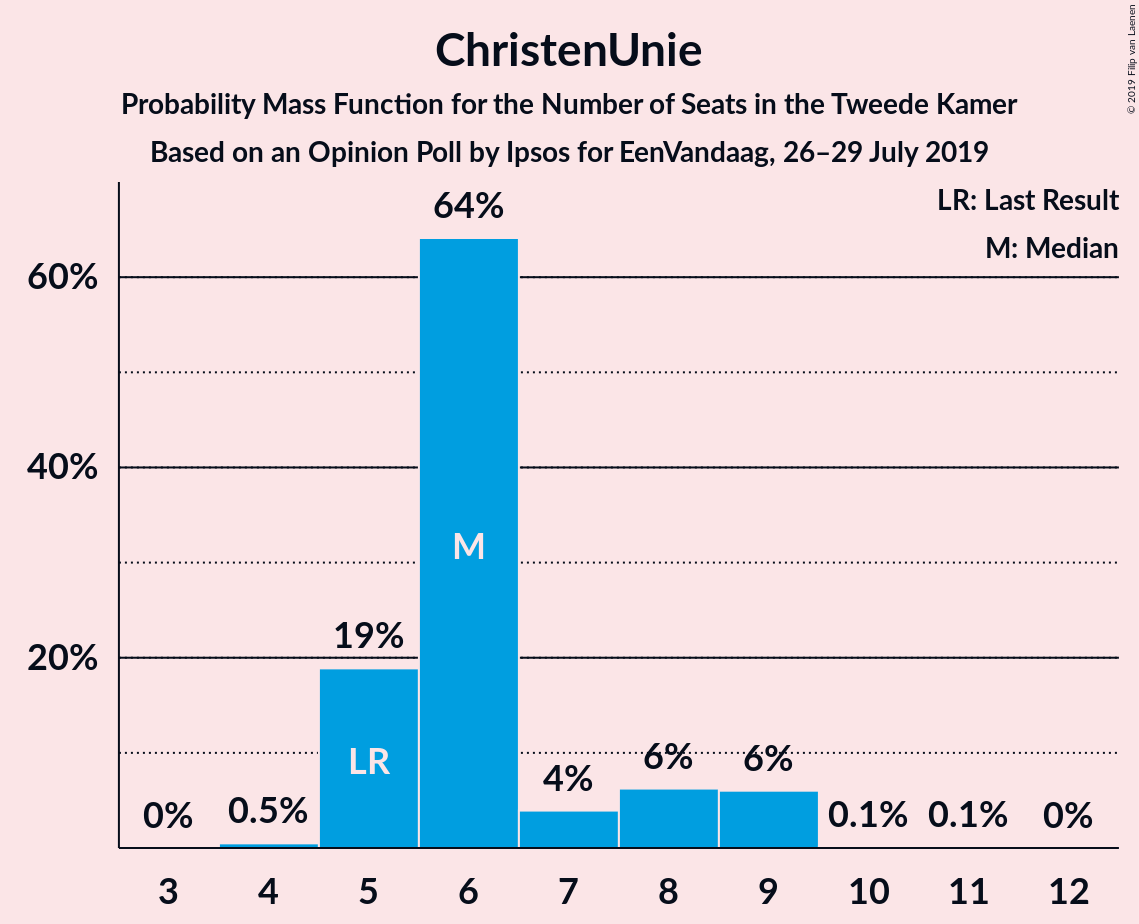 ChristenUnie
Probability Mass Function for the Number of Seats in the Tweede Kamer
Based on an Opinion Poll by Ipsos for EenVandaag, 26–29 July 2019
© 2019 Filip van Laenen
LR: Last Result
M: Median
64%
60%
40%
M
19%
20%
LR
6%
6%
4%
0%
0.5%
0.1%
0.1%
0%
3 4 5 6 7 8 9 10 11 12